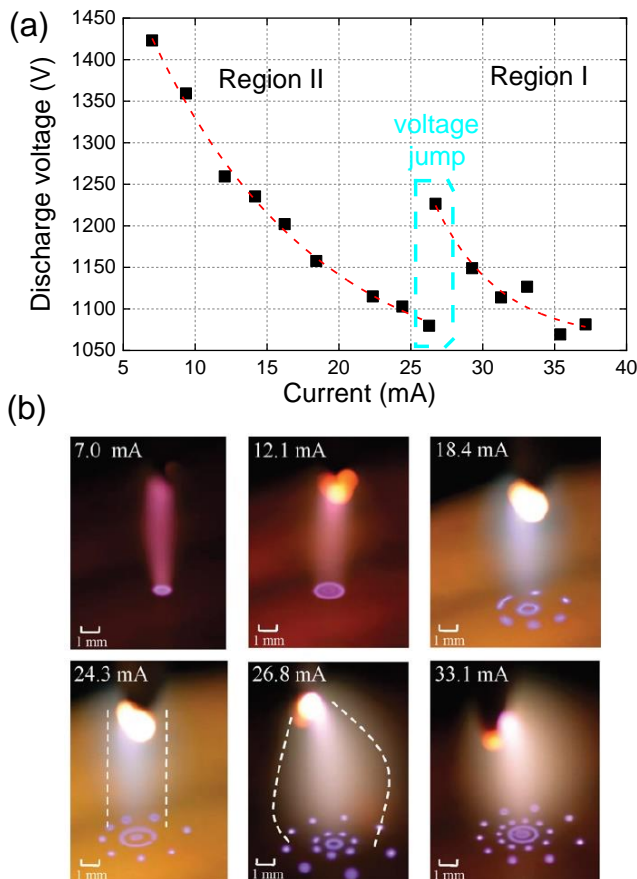 (a)
1450
1400
1350
1300
1250
1200
1150
1100
1050
Discharge voltage (V)
Region II
Region I
voltage
jump
5
10
15
20
25
30
35
40
Current (mA)
(b)
7.0 mA
12.1 mA
18.4 mA
1 mm
1 mm
1 mm
24.3 mA
26.8 mA
33.1 mA
1 mm
1 mm
1 mm